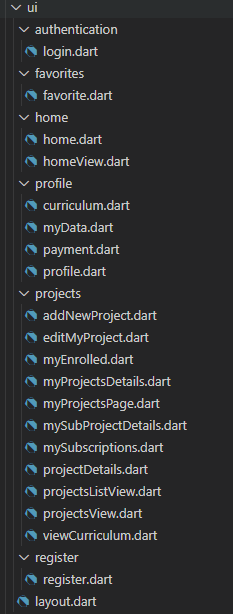 ui
authentication
login.dart
favorites
favorite.dart
home
home.dart
homeView.dart
profile
curriculum.dart
myData.dart
payment.dart
profile.dart
projects
addNewProject.dart
editMyProject.dart
myEnrolled.dart
myProjectsDetails.dart
myProjectsPage.dart
mySubProjectDetails.dart
mySubscriptions.dart
projectDetails.dart
projectsListView.dart
projectsView.dart
viewCurriculum.dart
register
register.dart
layout.dart